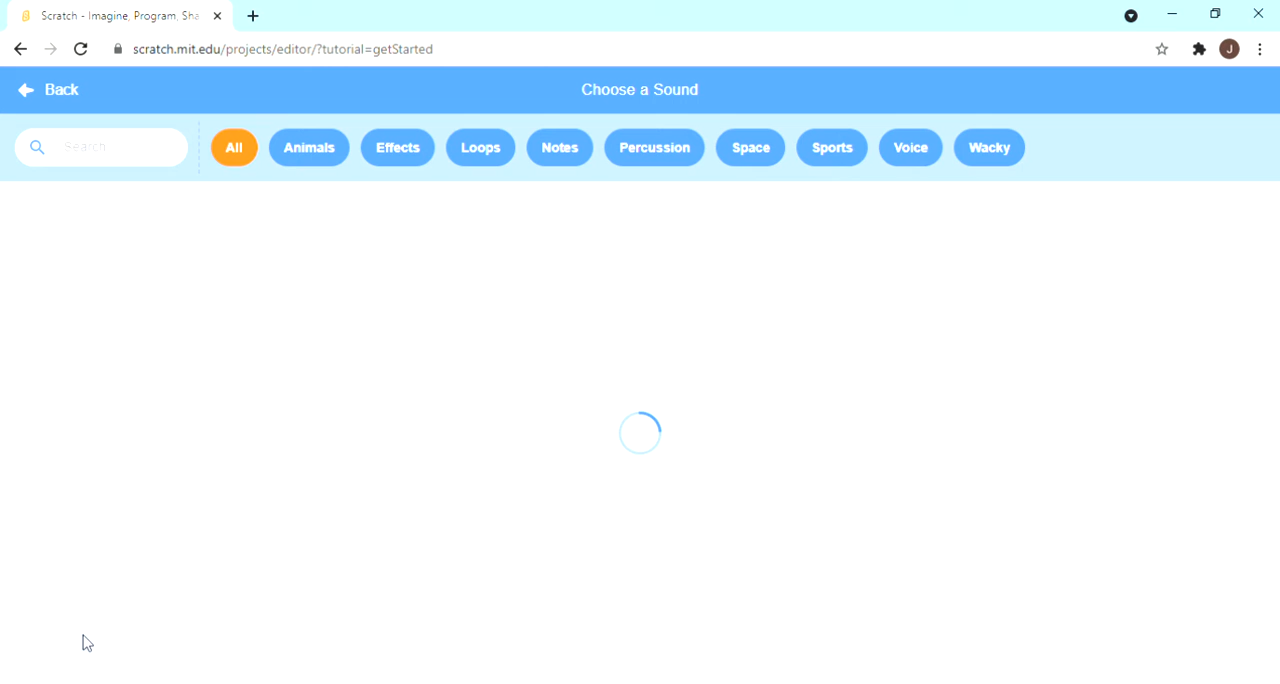 Scratch - Imagine, Program, Sha
scratch.mit.edu/projects/editor/?tutorial=getStarted
J
Back
Choose a Sound
Search
All
Animals
Effects
Loops
Notes
Percussion
Space
Sports
Voice
Wacky